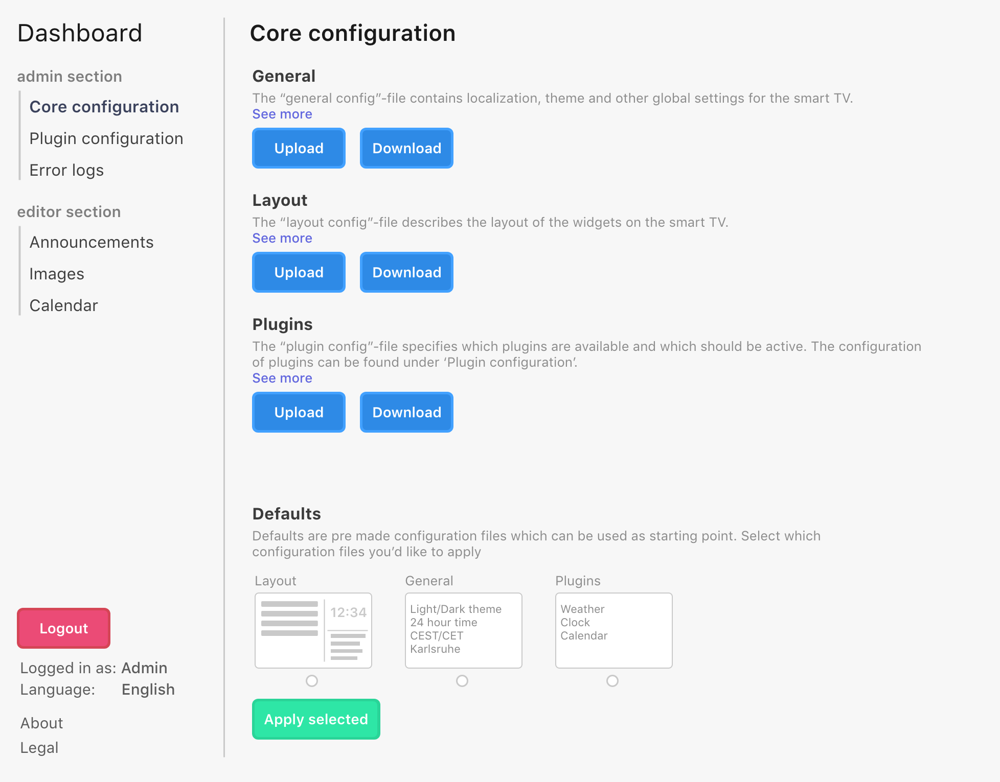 Dashboard
admin section
Core configuration
Plugin configuration
Error logs
editor section
Announcements
Images
Calendar
Logout
Logged in as: Admin
Language: English
About
Legal
Core configuration
General
The “general config”-file contains localization, theme and other global settings for the smart TV.
See more
Upload Download
Layout
The “layout config”-file describes the layout of the widgets on the smart TV.
See more
Upload Download
Plugins
The “plugin config”-file specifies which plugins are available and which should be active. The configuration
of plugins can be found under ‘Plugin configuration’.
See more
Upload Download
Defaults
Defaults are pre made configuration files which can be used as starting point. Select which
configuration files you’d like to apply
Layout
12:34
General
Light/Dark theme
24 hour time
CEST/CET
Karlsruhe
Plugins
Weather
Clock
Calendar
Apply selected